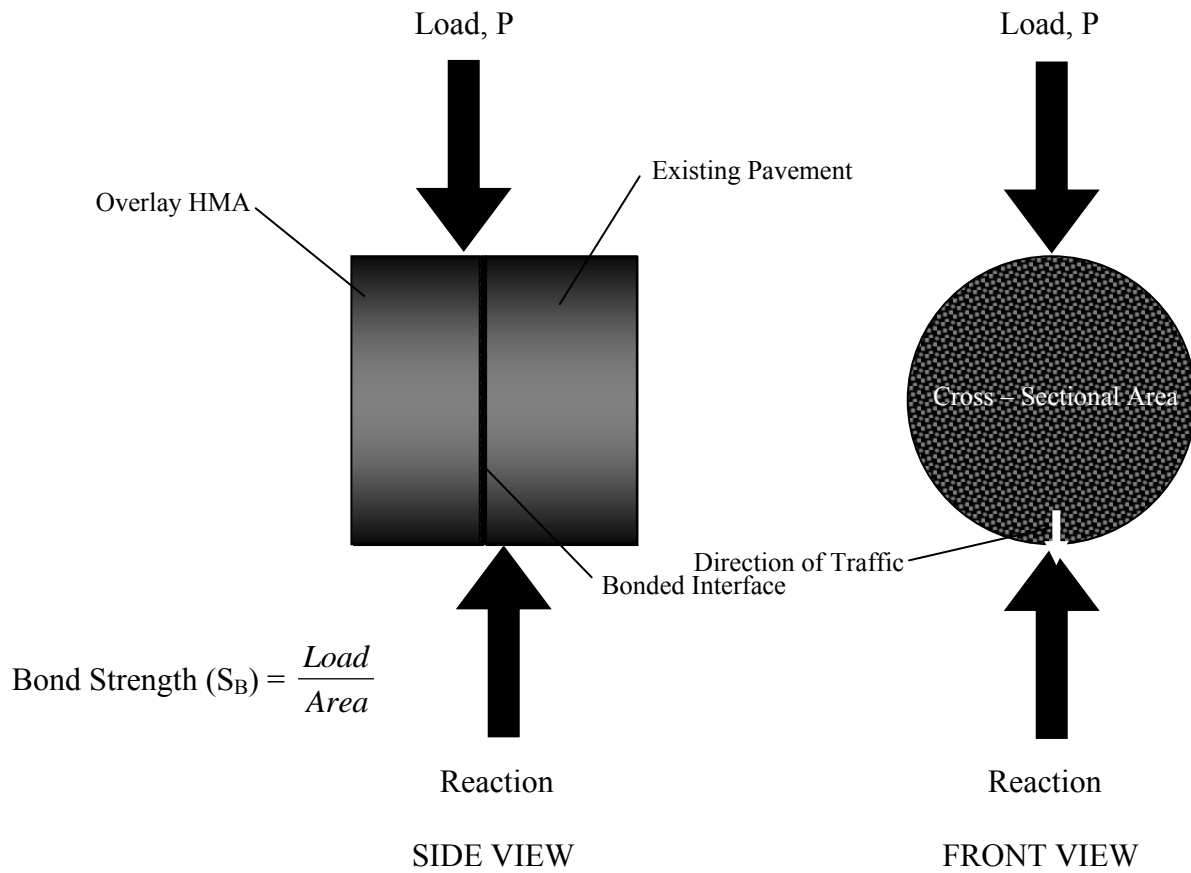 Load, P
Load, P
Existing Pavement
Overlay HMA
Cross – Sectional Area
Direction of Traffic
Bonded Interface
Bond Strength (S_B) = Load / Area
Reaction
Reaction
SIDE VIEW
FRONT VIEW